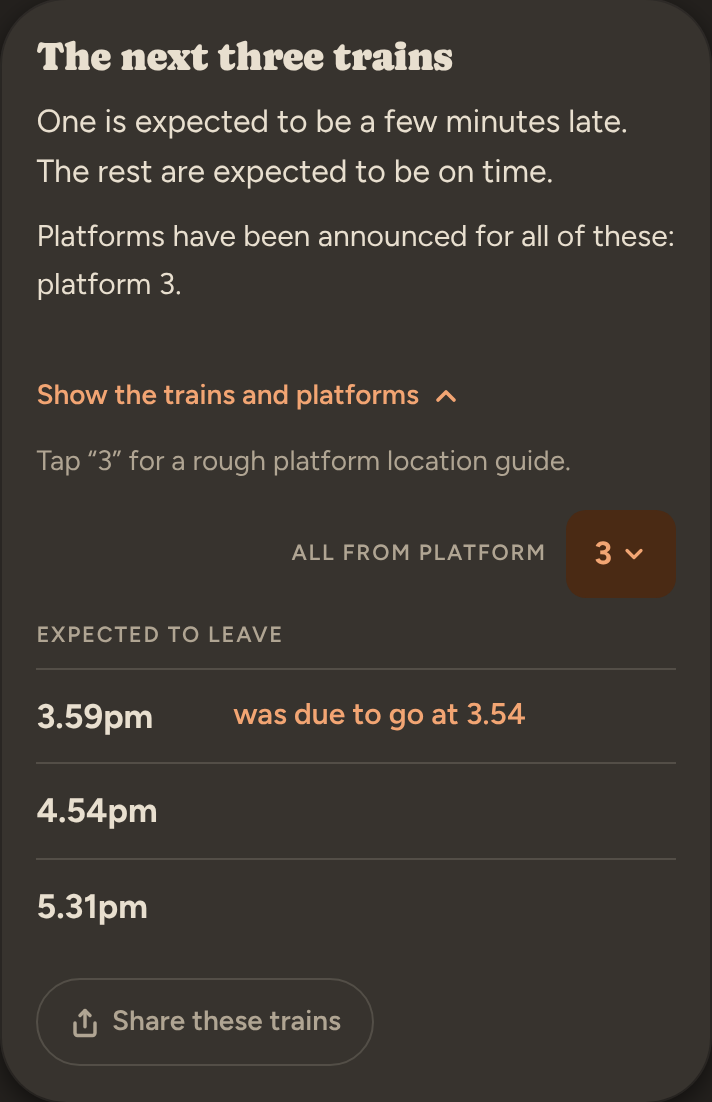 The next three trains
One is expected to be a few minutes late.
The rest are expected to be on time.
Platforms have been announced for all of these:
platform 3.
Show the trains and platforms
Tap “3” for a rough platform location guide.
ALL FROM PLATFORM 3
EXPECTED TO LEAVE
3.59pm was due to go at 3.54
4.54pm
5.31pm
Share these trains